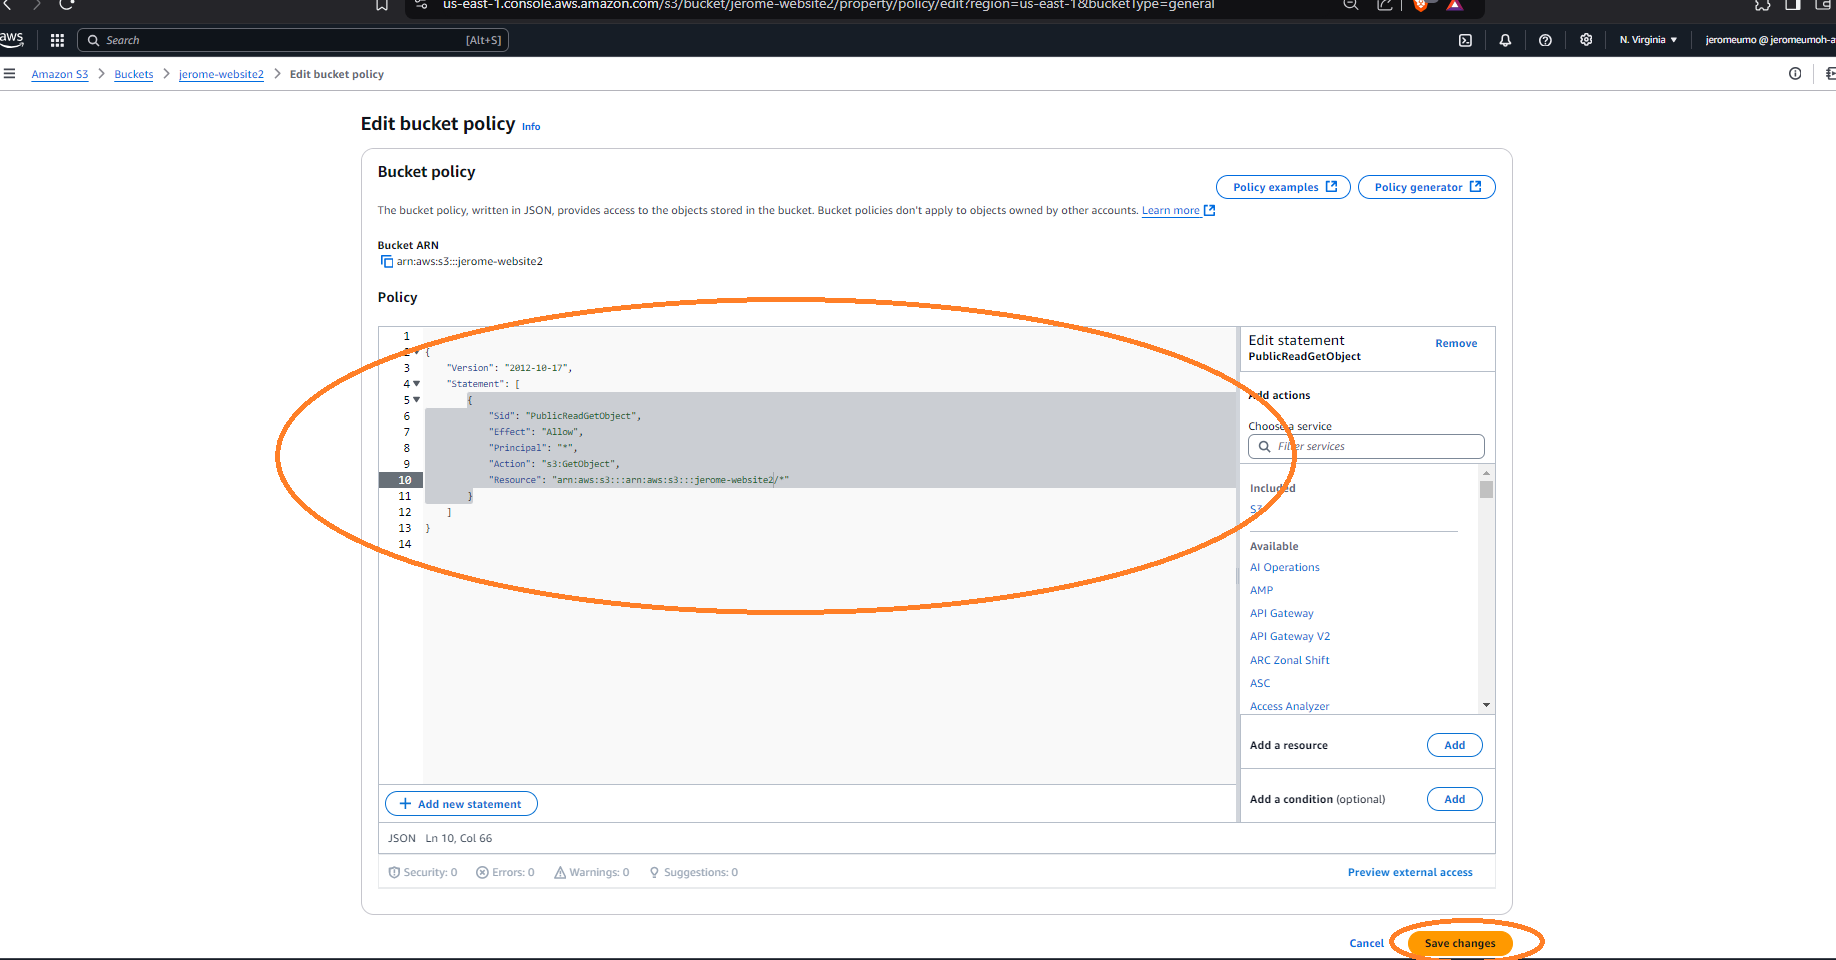 us-east-1.console.aws.amazon.com/s3/bucket/jerome-website2/property/policy/edit?region=us-east-1&bucketType=general
aws
Search [Alt+S]
N. Virginia
jeromeumo @ jeromeumoh-a
Amazon S3 > Buckets > jerome-website2 > Edit bucket policy
Edit bucket policy Info
Bucket policy
Policy examples
Policy generator
The bucket policy, written in JSON, provides access to the objects stored in the bucket. Bucket policies don't apply to objects owned by other accounts. Learn more
Bucket ARN
arn:aws:s3:::jerome-website2
Policy
1
2 {
3 "Version": "2012-10-17",
4 "Statement": [
5 {
6 "Sid": "PublicReadGetObject",
7 "Effect": "Allow",
8 "Principal": "*",
9 "Action": "s3:GetObject",
10 "Resource": "arn:aws:s3:::arn:aws:s3:::jerome-website2/*"
11 }
12 ]
13 }
14
+ Add new statement
JSON Ln 10, Col 66
Security: 0 Errors: 0 Warnings: 0 Suggestions: 0
Edit statement
PublicReadGetObject
Remove
Add actions
Choose a service
Filter services
Included
S3
Available
AI Operations
AMP
API Gateway
API Gateway V2
ARC Zonal Shift
ASC
Access Analyzer
Add a resource Add
Add a condition (optional) Add
Preview external access
Cancel Save changes